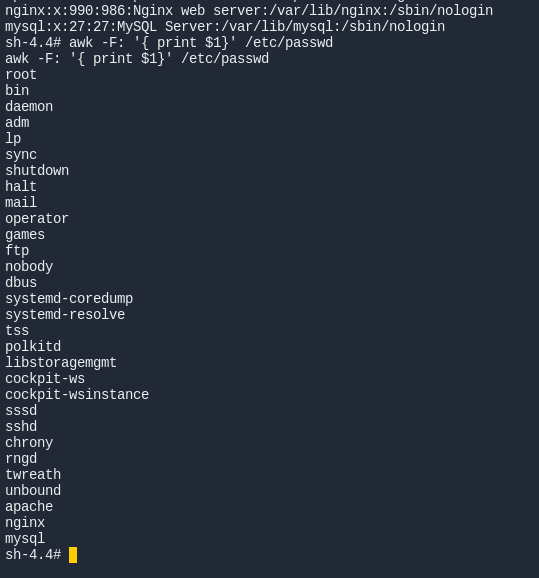 nginx:x:990:986:Nginx web server:/var/lib/nginx:/sbin/nologin
mysql:x:27:27:MySQL Server:/var/lib/mysql:/sbin/nologin
sh-4.4# awk -F: '{ print $1}' /etc/passwd
awk -F: '{ print $1}' /etc/passwd
root
bin
daemon
adm
lp
sync
shutdown
halt
mail
operator
games
ftp
nobody
dbus
systemd-coredump
systemd-resolve
tss
polkitd
libstoragemgmt
cockpit-ws
cockpit-wsinstance
sssd
sshd
chrony
rngd
twreath
unbound
apache
nginx
mysql
sh-4.4#